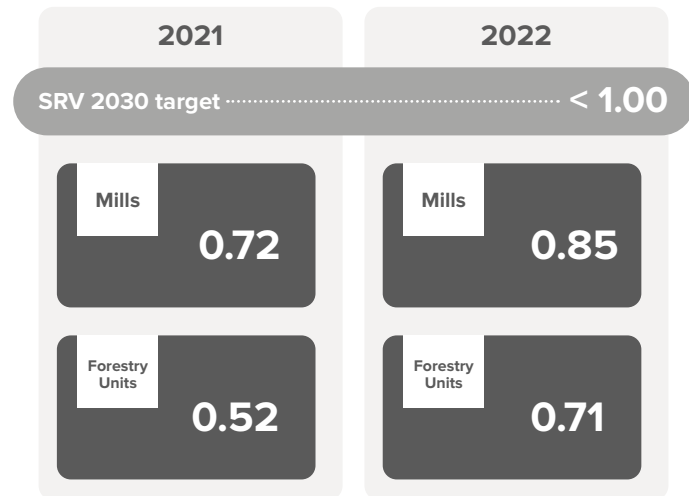 2021
2022
SRV 2030 target ........................................................ < 1.00
Mills
0.72
Mills
0.85
Forestry
Units
0.52
Forestry
Units
0.71